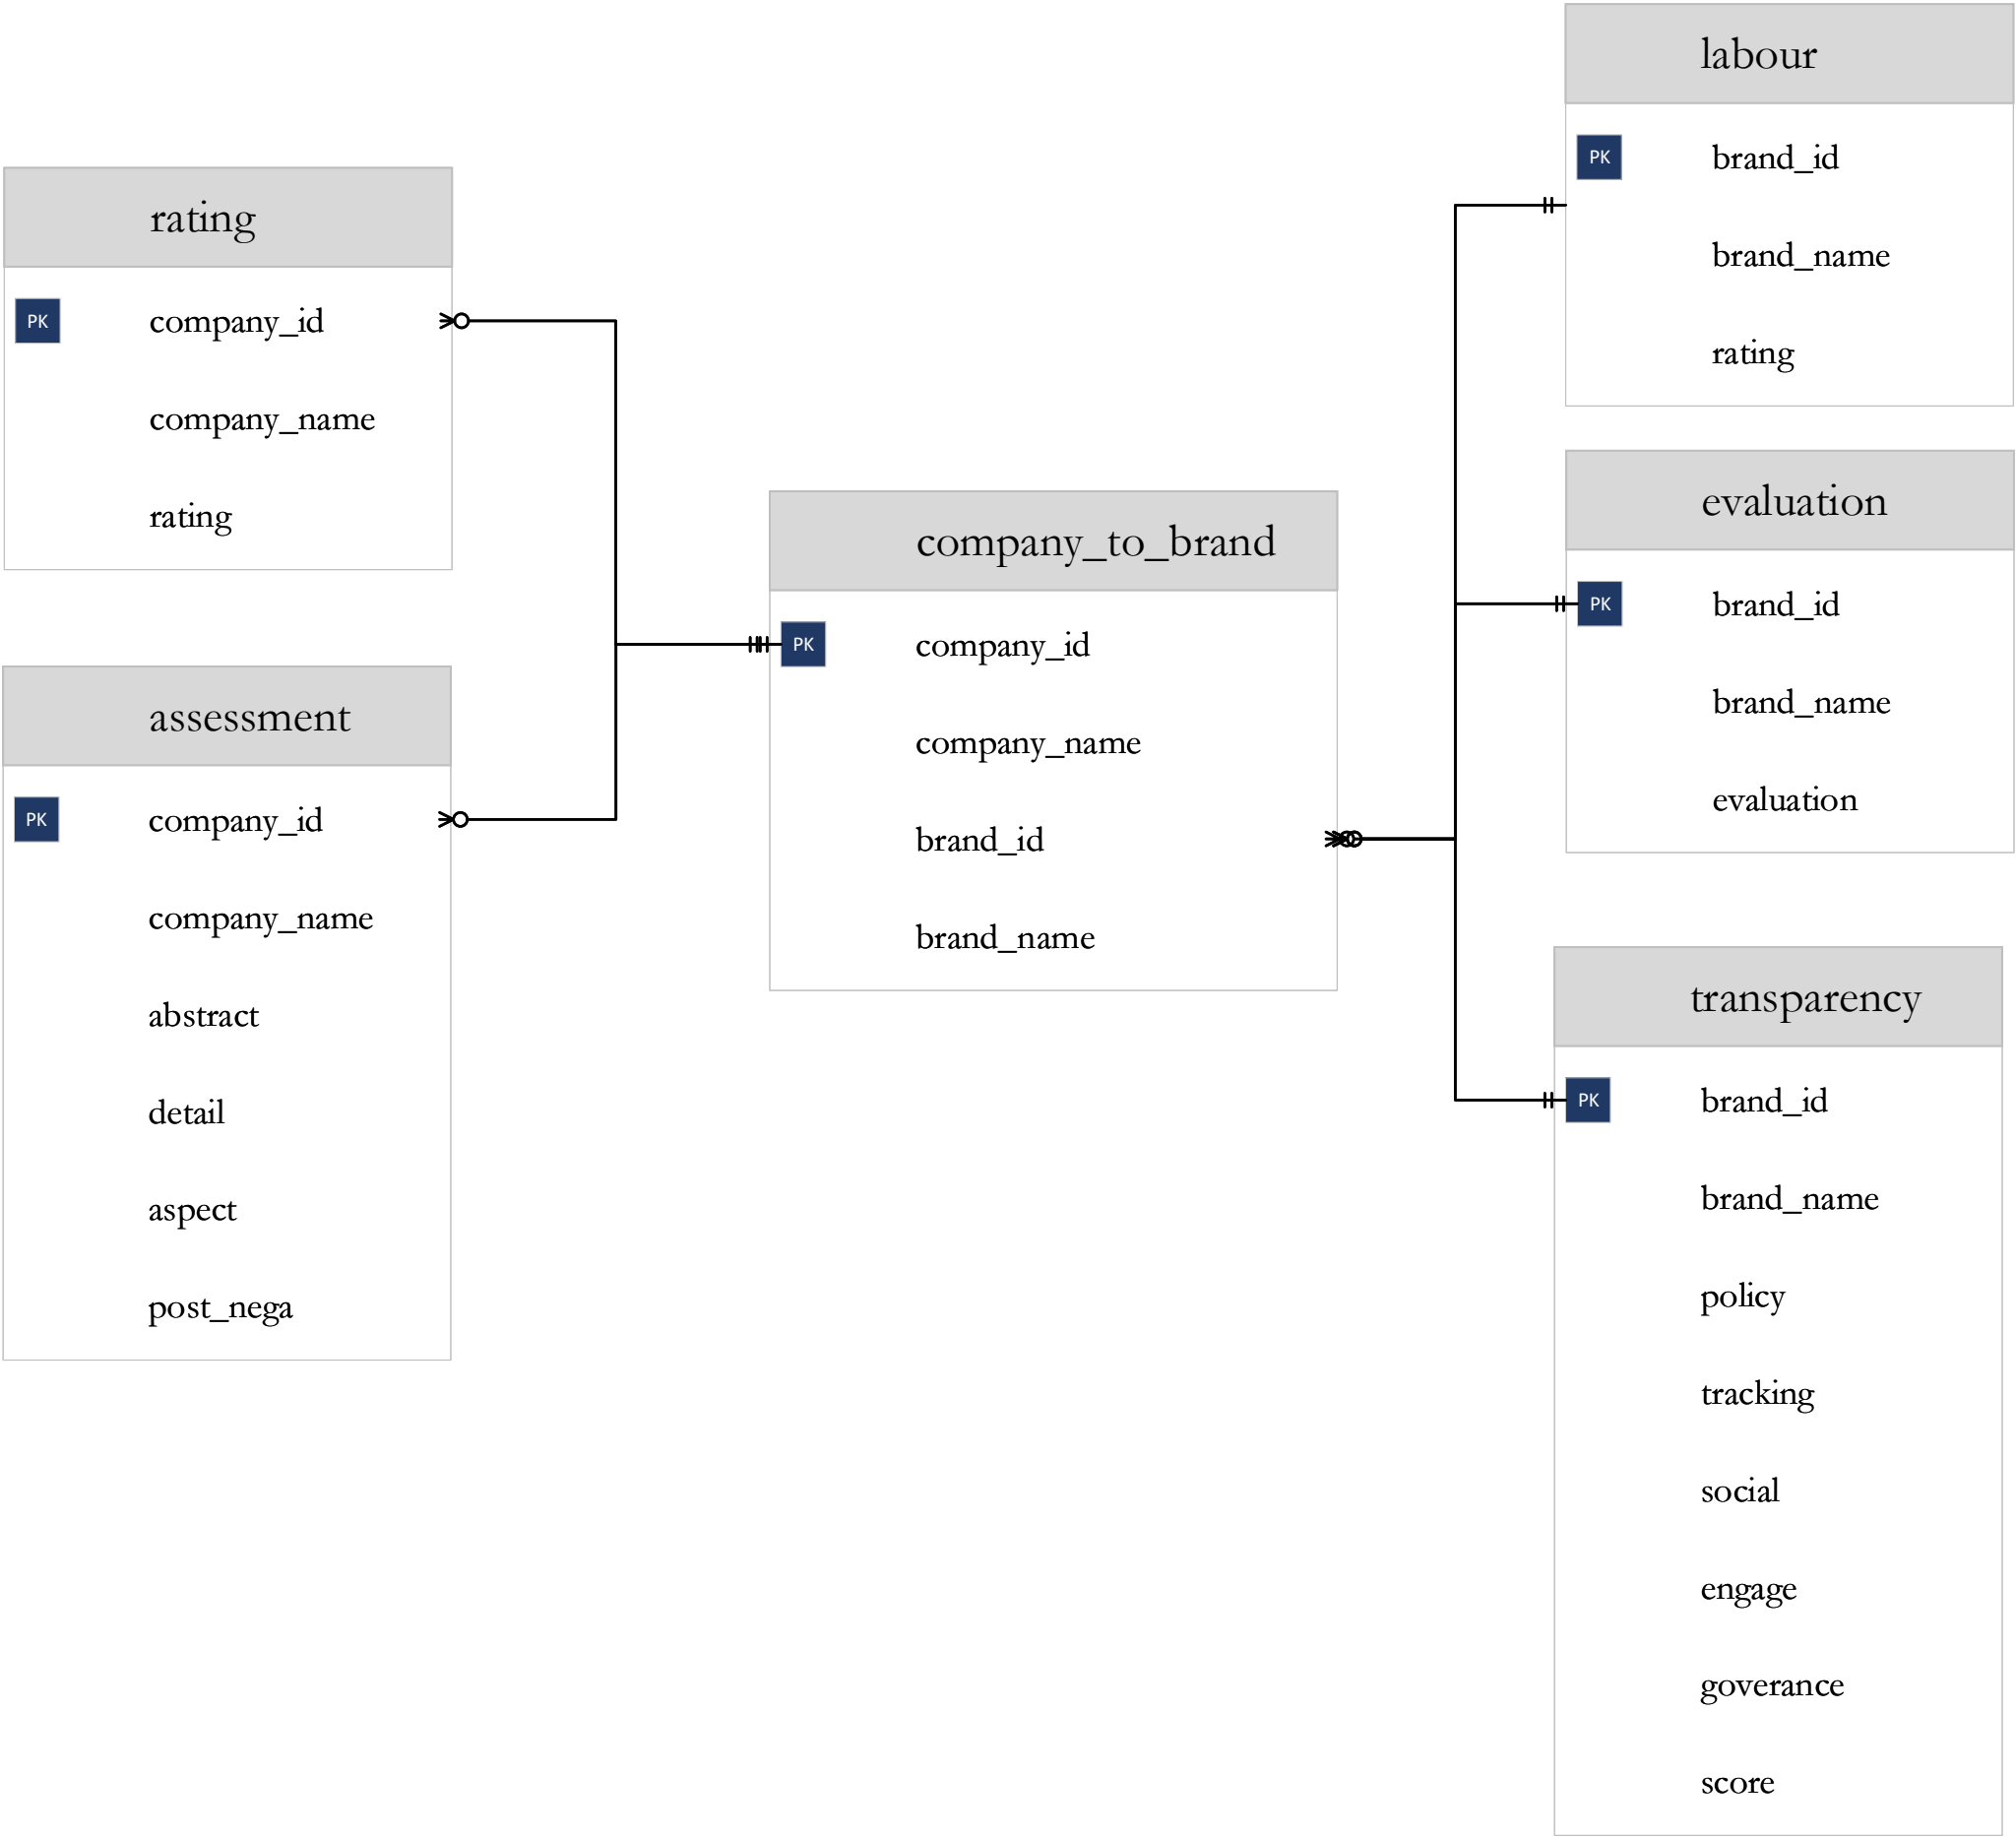 rating
PK company_id
company_name
rating
assessment
PK company_id
company_name
abstract
detail
aspect
post_nega
company_to_brand
PK company_id
company_name
brand_id
brand_name
labour
PK brand_id
brand_name
rating
evaluation
PK brand_id
brand_name
evaluation
transparency
PK brand_id
brand_name
policy
tracking
social
engage
goverance
score